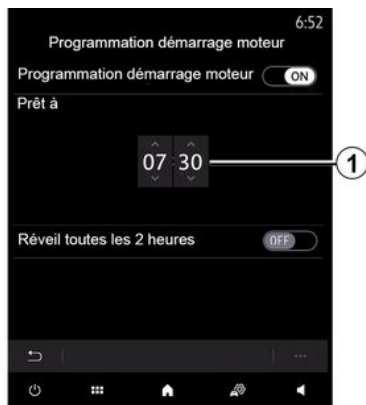 6:52
Programmation démarrage moteur
Programmation démarrage moteur ON
Prêt à
07 : 30
1
Réveil toutes les 2 heures OFF